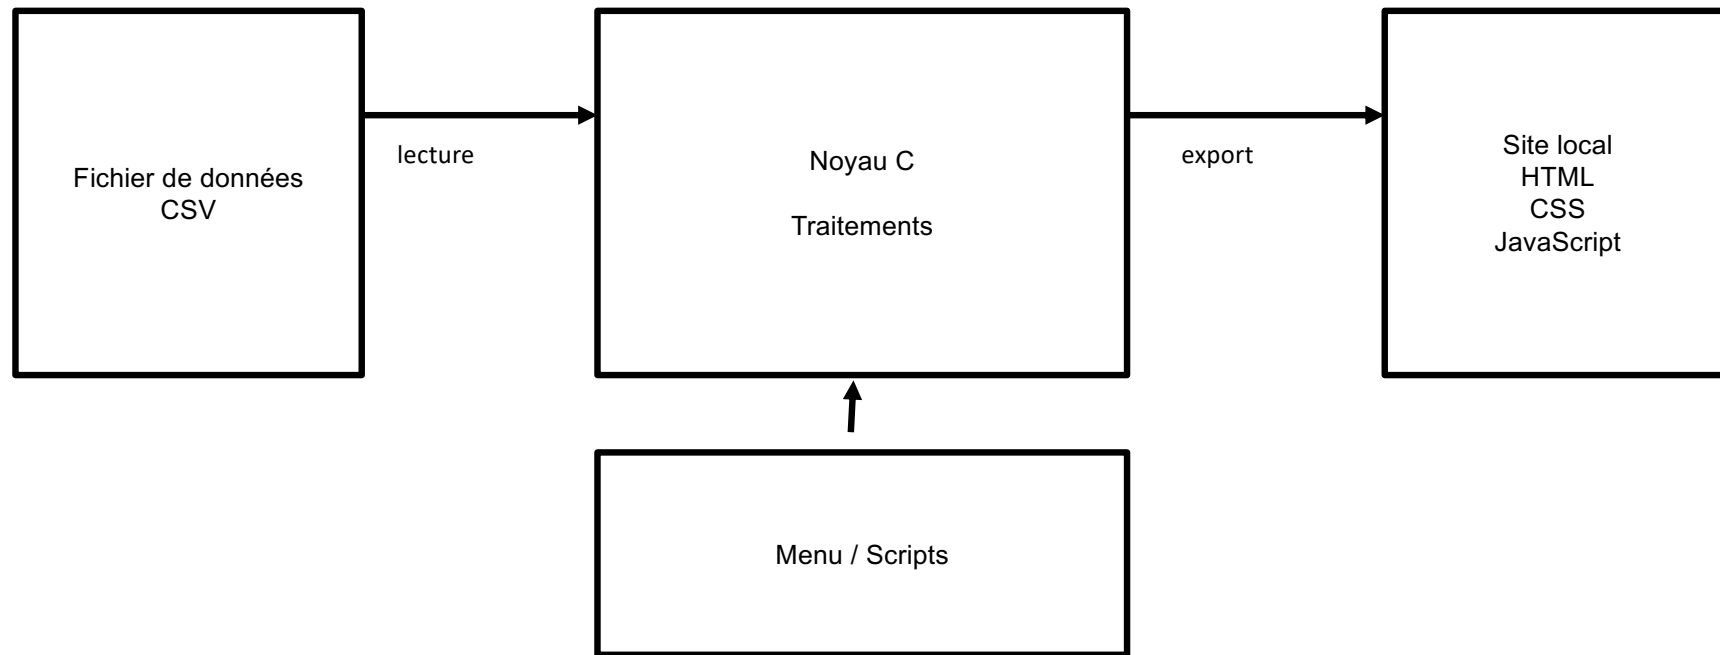 Fichier de données
CSV
lecture
Noyau C
Traitements
export
Site local
HTML
CSS
JavaScript
Menu / Scripts